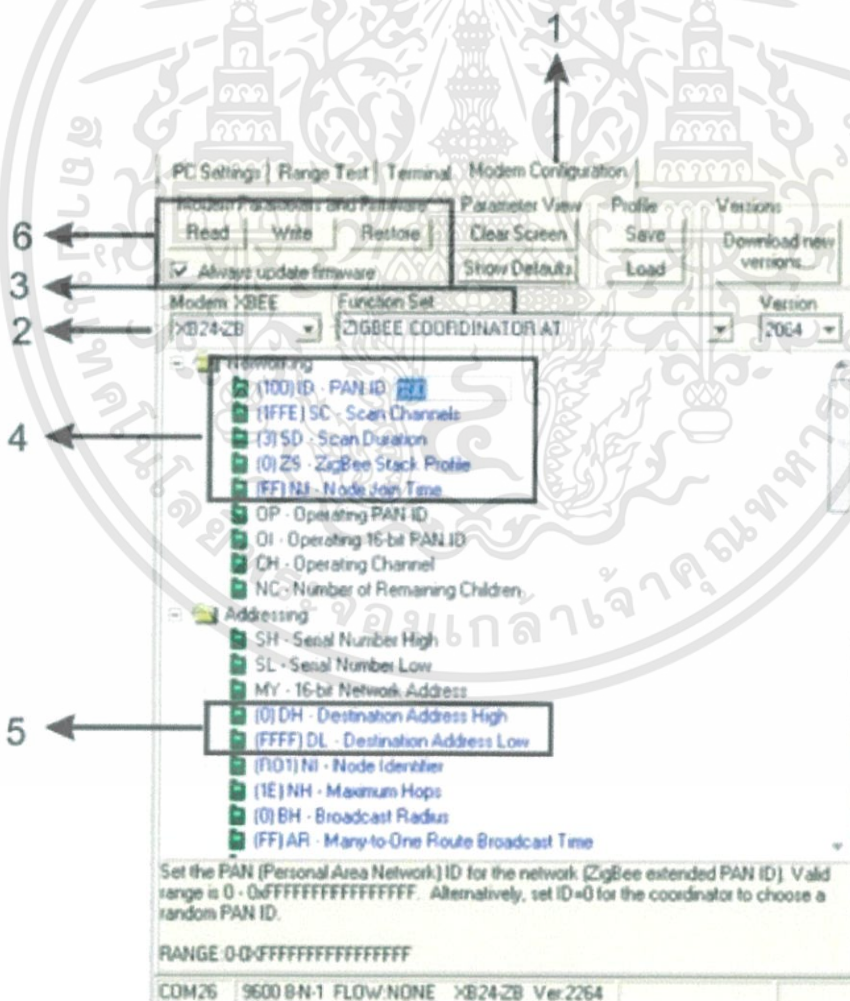 1
PC Settings Range Test Terminal Modem Configuration
Modem Parameters and Firmware Parameter View Profile Versions
6
Read Write Restore Clear Screen Save Download new versions...
Always update firmware Show Defaults Load
3
Modem XBEE Function Set Version
2
XB24-ZB ZIGBEE COORDINATOR AT 2064
Networking
(100) ID - PAN ID
(1FFE) SC - Scan Channels
(3) SD - Scan Duration
4
(0) ZS - ZigBee Stack Profile
(FF) NJ - Node Join Time
OP - Operating PAN ID
OI - Operating 16-bit PAN ID
CH - Operating Channel
NC - Number of Remaining Children
Addressing
SH - Serial Number High
SL - Serial Number Low
MY - 16-bit Network Address
5
(0) DH - Destination Address High
(FFFF) DL - Destination Address Low
NI - Node Identifier
(1E) NH - Maximum Hops
(0) BH - Broadcast Radius
(FF) AR - Many-to-One Route Broadcast Time
Set the PAN (Personal Area Network) ID for the network (ZigBee extended PAN ID). Valid
range is 0 - 0xFFFFFFFFFFFFFFFF. Alternatively, set ID=0 for the coordinator to choose a
random PAN ID.
RANGE:0-0XFFFFFFFFFFFFFFFF
COM26 9600 8-N-1 FLOW:NONE XB24-ZB Ver:2264